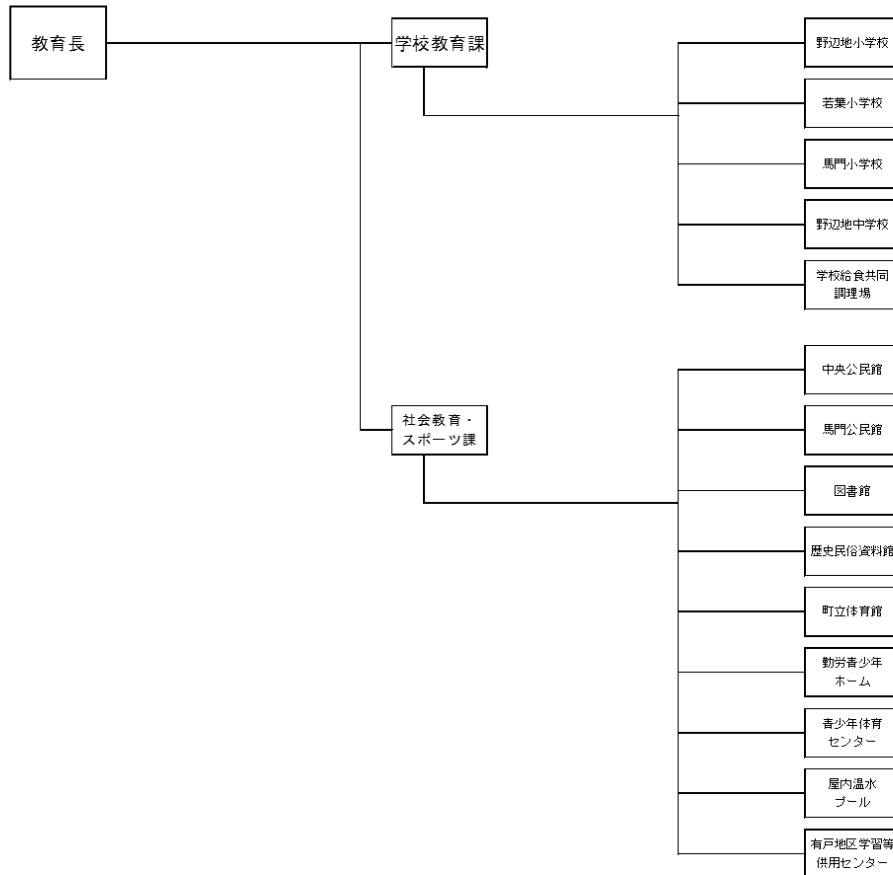 教育長
学校教育課
野辺地小学校
若葉小学校
馬門小学校
野辺地中学校
学校給食共同
調理場
社会教育・
スポーツ課
中央公民館
馬門公民館
図書館
歴史民俗資料館
町立体育館
勤労青少年
ホーム
青少年体育
センター
屋内温水
プール
有戸地区学習等
供用センター